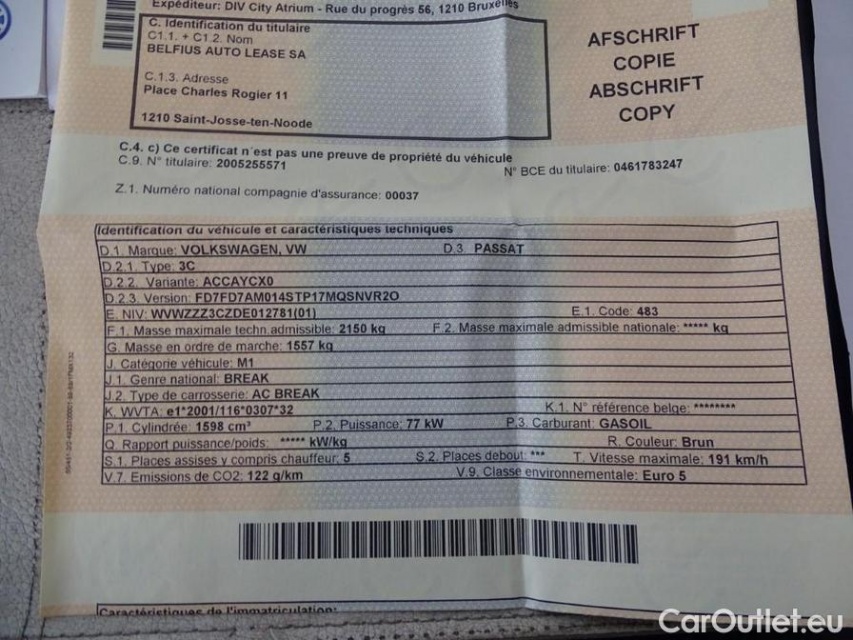 Expéditeur: DIV City Atrium - Rue du progrès 56, 1210 Bruxelles
C. Identification du titulaire
C1.1. + C1.2. Nom
BELFIUS AUTO LEASE SA
C.1.3. Adresse
Place Charles Rogier 11
1210 Saint-Josse-ten-Noode
AFSCHRIFT
COPIE
ABSCHRIFT
COPY
C.4. c) Ce certificat n'est pas une preuve de propriété du véhicule
C.9. N° titulaire: 2005255571 N° BCE du titulaire: 0461783247
Z.1. Numéro national compagnie d'assurance: 00037
Identification du véhicule et caractéristiques techniques
D.1. Marque: VOLKSWAGEN, VW D.3 PASSAT
D.2.1. Type: 3C
D.2.2. Variante: ACCAYCX0
D.2.3. Version: FD7FD7AM014STP17MQSNVR2O
E. NIV: WVWZZZ3CZDE012781(01) E.1. Code: 483
F.1. Masse maximale techn.admissible: 2150 kg F.2. Masse maximale admissible nationale: ***** kg
G. Masse en ordre de marche: 1557 kg
J. Catégorie véhicule: M1
J.1. Genre national: BREAK
J.2. Type de carrosserie: AC BREAK
K. WVTA: e1*2001/116*0307*32 K.1. N° référence belge: ********
P.1. Cylindrée: 1598 cm³ P.2. Puissance: 77 kW P.3. Carburant: GASOIL
Q. Rapport puissance/poids: ***** kW/kg R. Couleur: Brun
S.1. Places assises y compris chauffeur: 5 S.2. Places debout: *** T. Vitesse maximale: 191 km/h
V.7. Emissions de CO2: 122 g/km V.9. Classe environnementale: Euro 5
Caractéristiques de l'immatriculation:
CarOutlet.eu